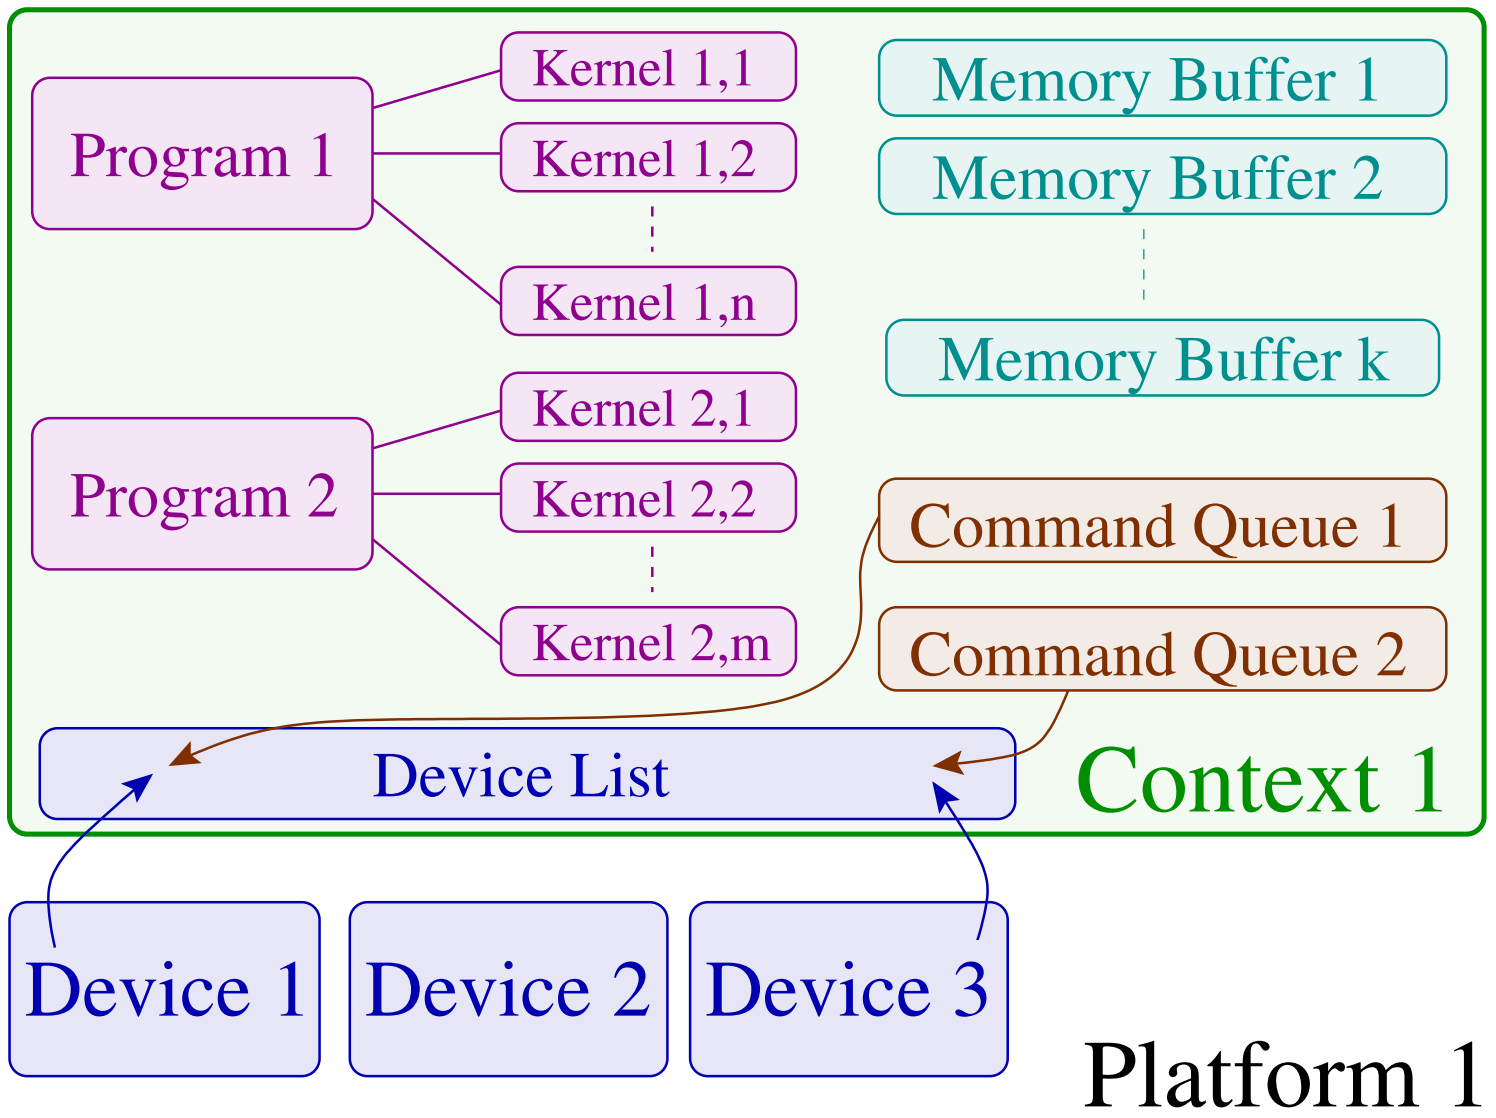 Program 1
Kernel 1,1
Kernel 1,2
Kernel 1,n
Program 2
Kernel 2,1
Kernel 2,2
Kernel 2,m
Memory Buffer 1
Memory Buffer 2
Memory Buffer k
Command Queue 1
Command Queue 2
Device List
Context 1
Device 1
Device 2
Device 3
Platform 1